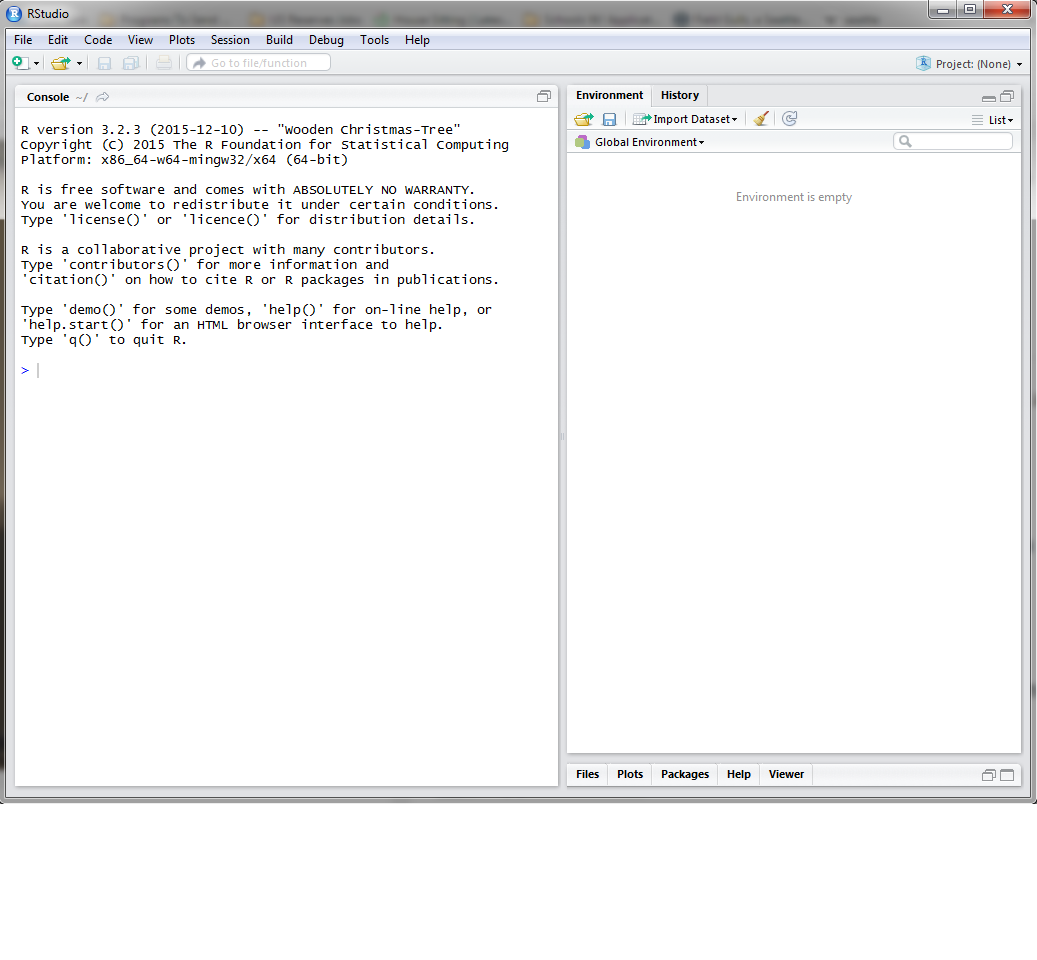 RStudio
File Edit Code View Plots Session Build Debug Tools Help
Go to file/function
Project: (None)
Console ~/
R version 3.2.3 (2015-12-10) -- "Wooden Christmas-Tree"
Copyright (C) 2015 The R Foundation for Statistical Computing
Platform: x86_64-w64-mingw32/x64 (64-bit)
R is free software and comes with ABSOLUTELY NO WARRANTY.
You are welcome to redistribute it under certain conditions.
Type 'license()' or 'licence()' for distribution details.
R is a collaborative project with many contributors.
Type 'contributors()' for more information and
'citation()' on how to cite R or R packages in publications.
Type 'demo()' for some demos, 'help()' for on-line help, or
'help.start()' for an HTML browser interface to help.
Type 'q()' to quit R.
>
Environment History
Import Dataset List
Global Environment
Environment is empty
Files Plots Packages Help Viewer